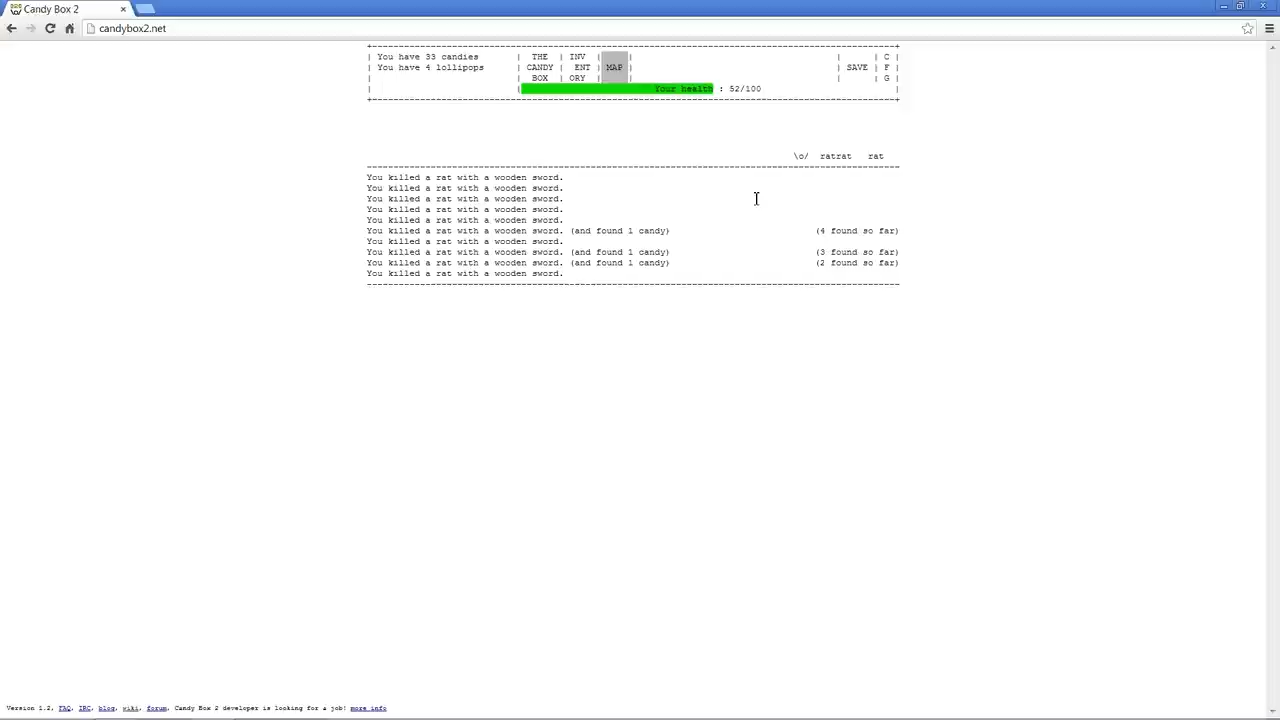 Candy Box 2
candybox2.net
You have 33 candies | THE | INV | | | | C |
You have 4 lollipops | CANDY | ENT | MAP | | SAVE | F |
| BOX | ORY | | | | G |
Your health : 52/100
\o/ ratrat rat
You killed a rat with a wooden sword.
You killed a rat with a wooden sword.
You killed a rat with a wooden sword.
You killed a rat with a wooden sword.
You killed a rat with a wooden sword.
You killed a rat with a wooden sword. (and found 1 candy) (4 found so far)
You killed a rat with a wooden sword.
You killed a rat with a wooden sword. (and found 1 candy) (3 found so far)
You killed a rat with a wooden sword. (and found 1 candy) (2 found so far)
You killed a rat with a wooden sword.
Version 1.2, FAQ, IRC, blog, wiki, forum, Candy Box 2 developer is looking for a job! more info